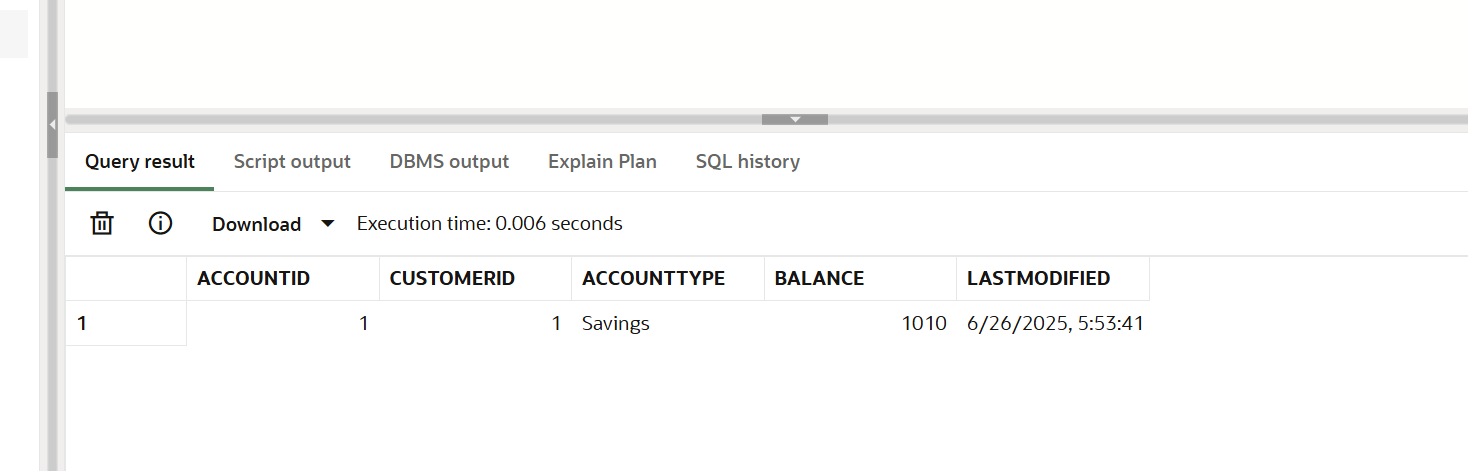 Query result Script output DBMS output Explain Plan SQL history
Download Execution time: 0.006 seconds
ACCOUNTID CUSTOMERID ACCOUNTTYPE BALANCE LASTMODIFIED
1 1 1 Savings 1010 6/26/2025, 5:53:41